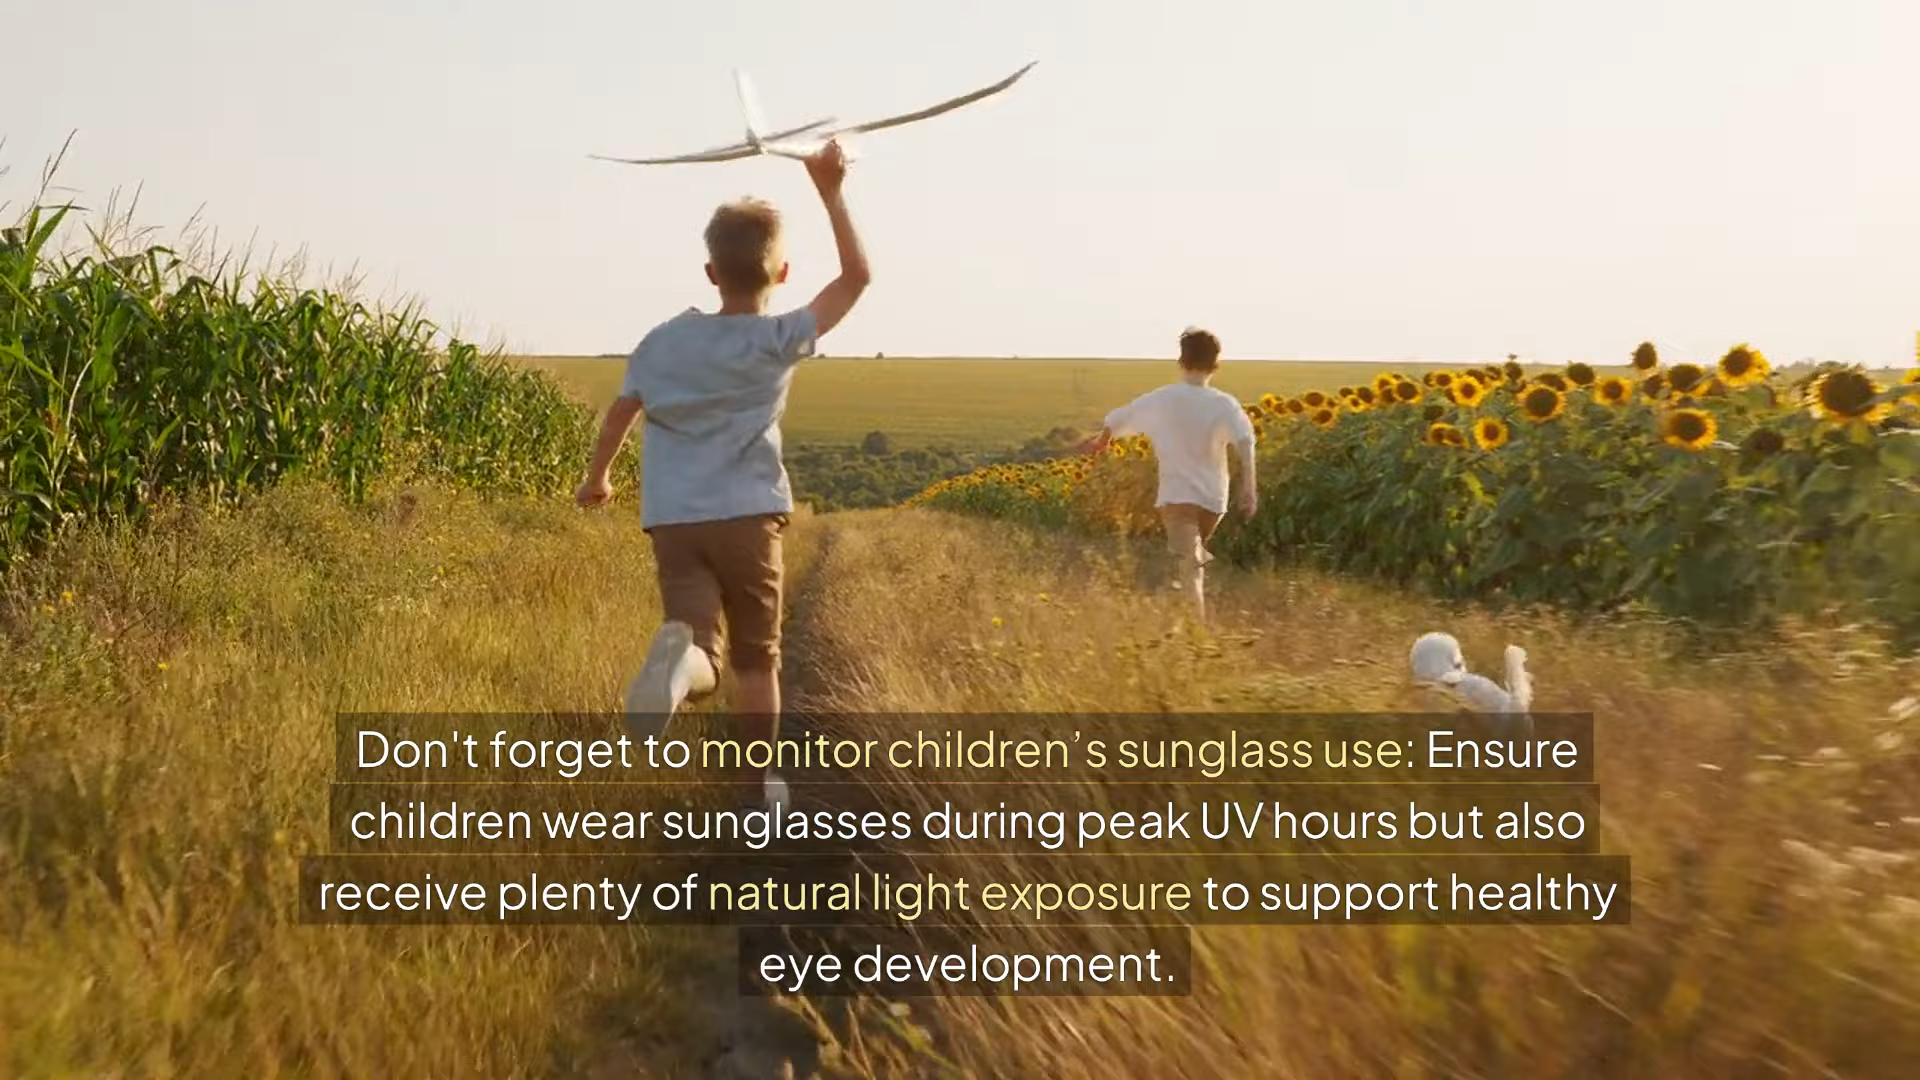 Don't forget to monitor children’s sunglass use: Ensure
children wear sunglasses during peak UV hours but also
receive plenty of natural light exposure to support healthy
eye development.